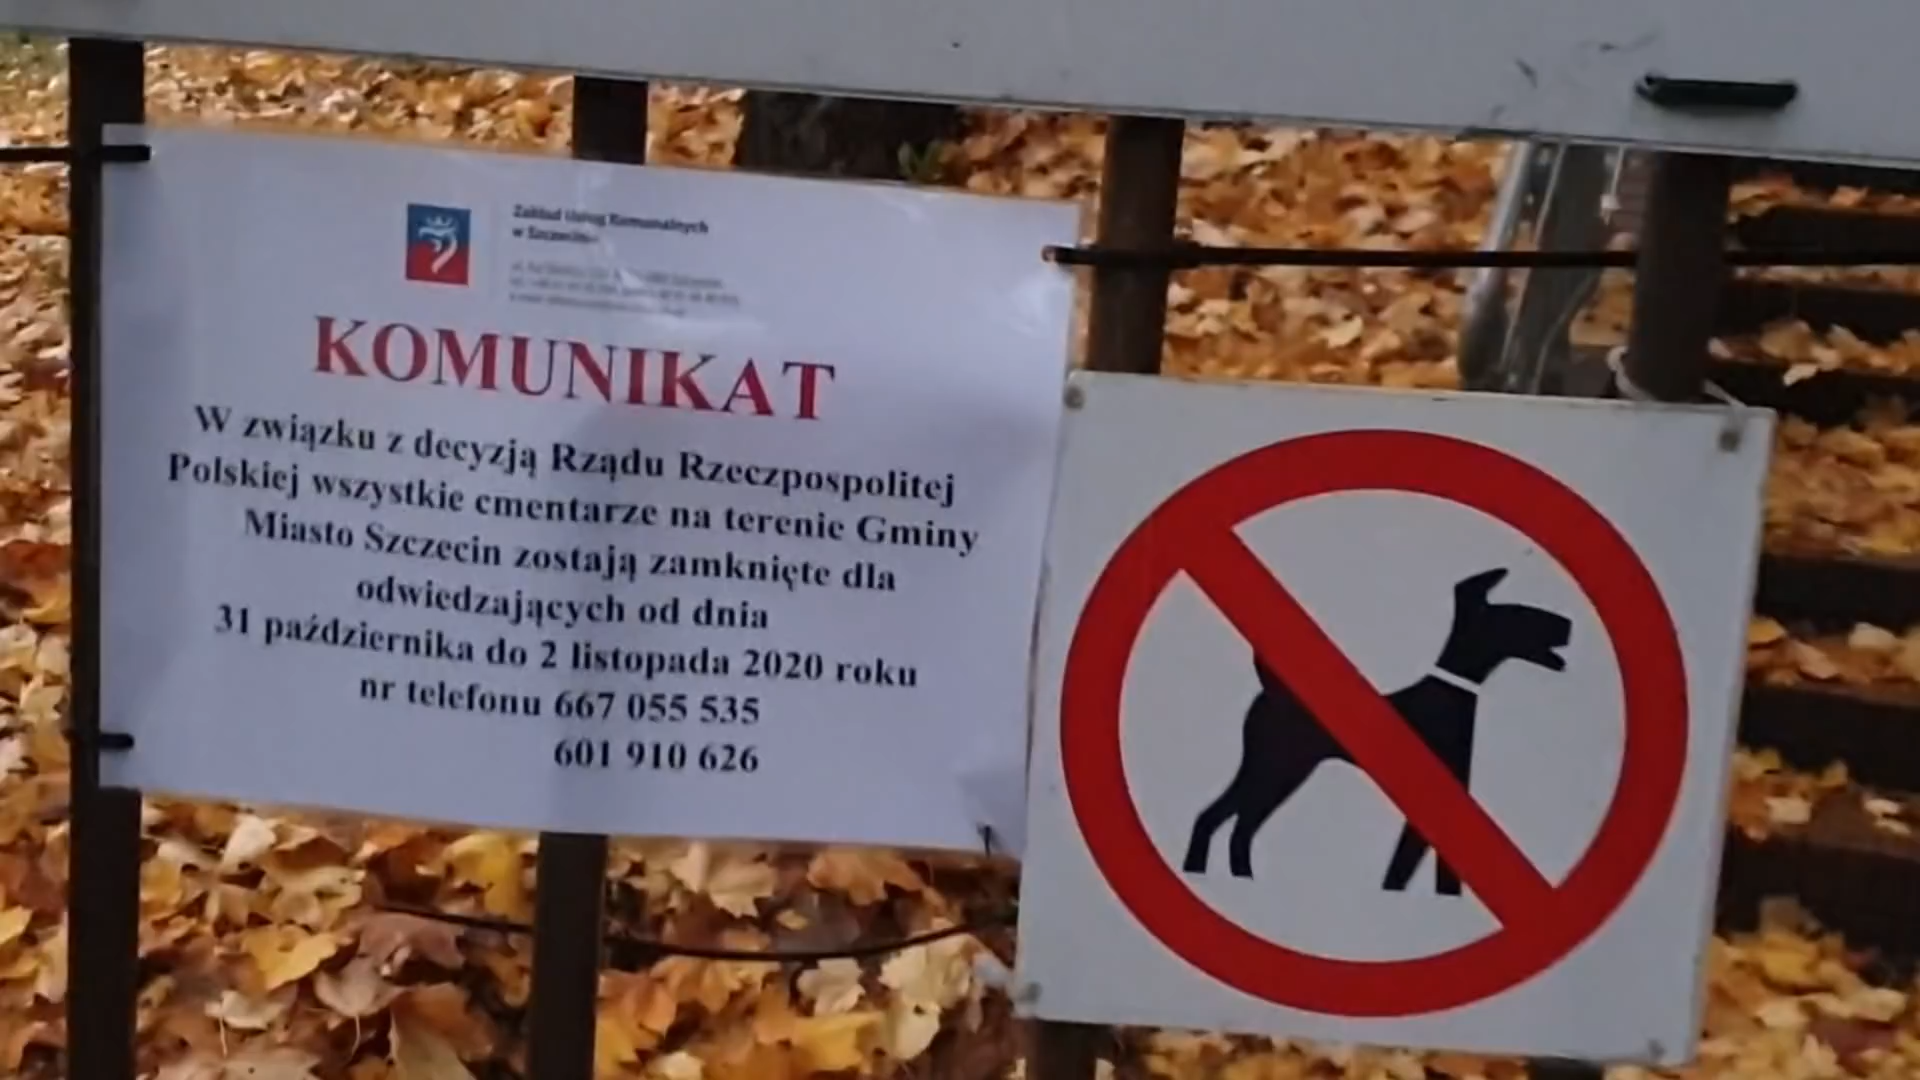 Zakład Usług Komunalnych
w Szczecinie
KOMUNIKAT
W związku z decyzją Rządu Rzeczpospolitej
Polskiej wszystkie cmentarze na terenie Gminy
Miasto Szczecin zostają zamknięte dla
odwiedzających od dnia
31 października do 2 listopada 2020 roku
nr telefonu 667 055 535
601 910 626